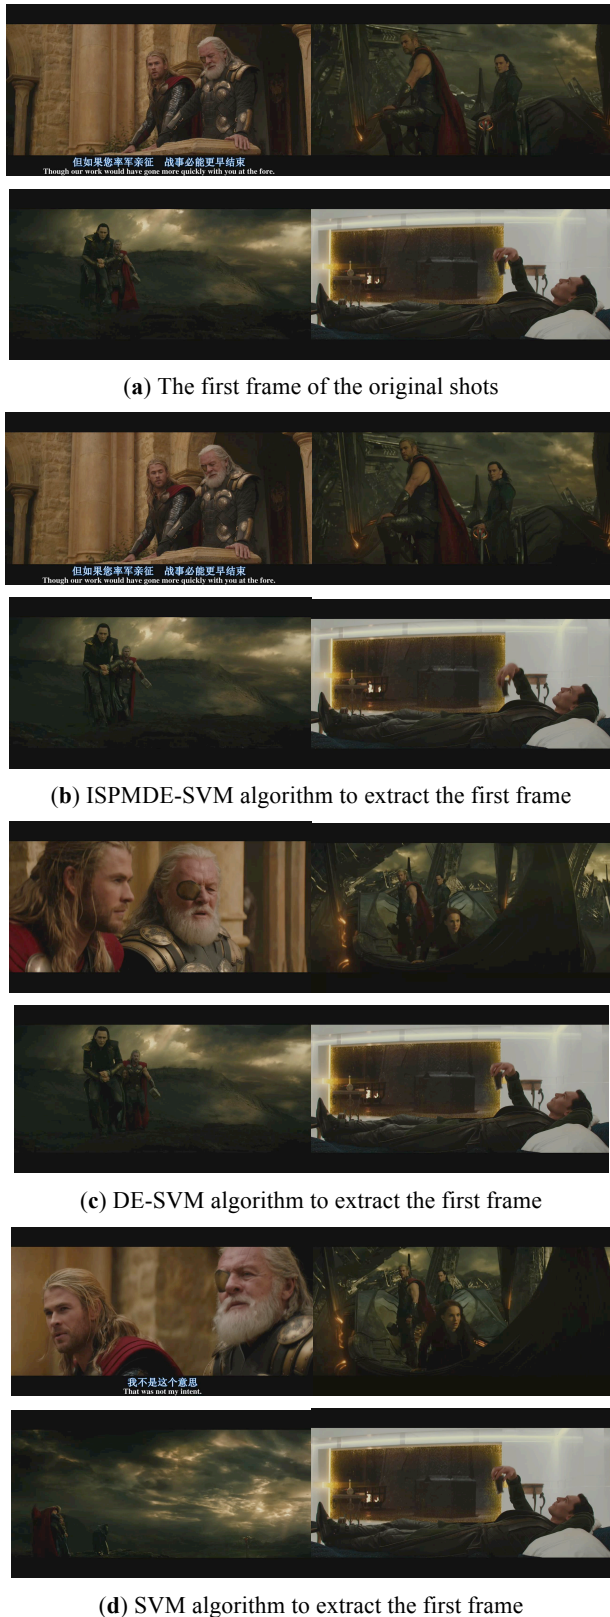 但如果您率军亲征 战事必能更早结束
Though our work would have gone more quickly with you at the fore.
(a) The first frame of the original shots
但如果您率军亲征 战事必能更早结束
Though our work would have gone more quickly with you at the fore.
(b) ISPMDE-SVM algorithm to extract the first frame
(c) DE-SVM algorithm to extract the first frame
我不是这个意思
That was not my intent.
(d) SVM algorithm to extract the first frame